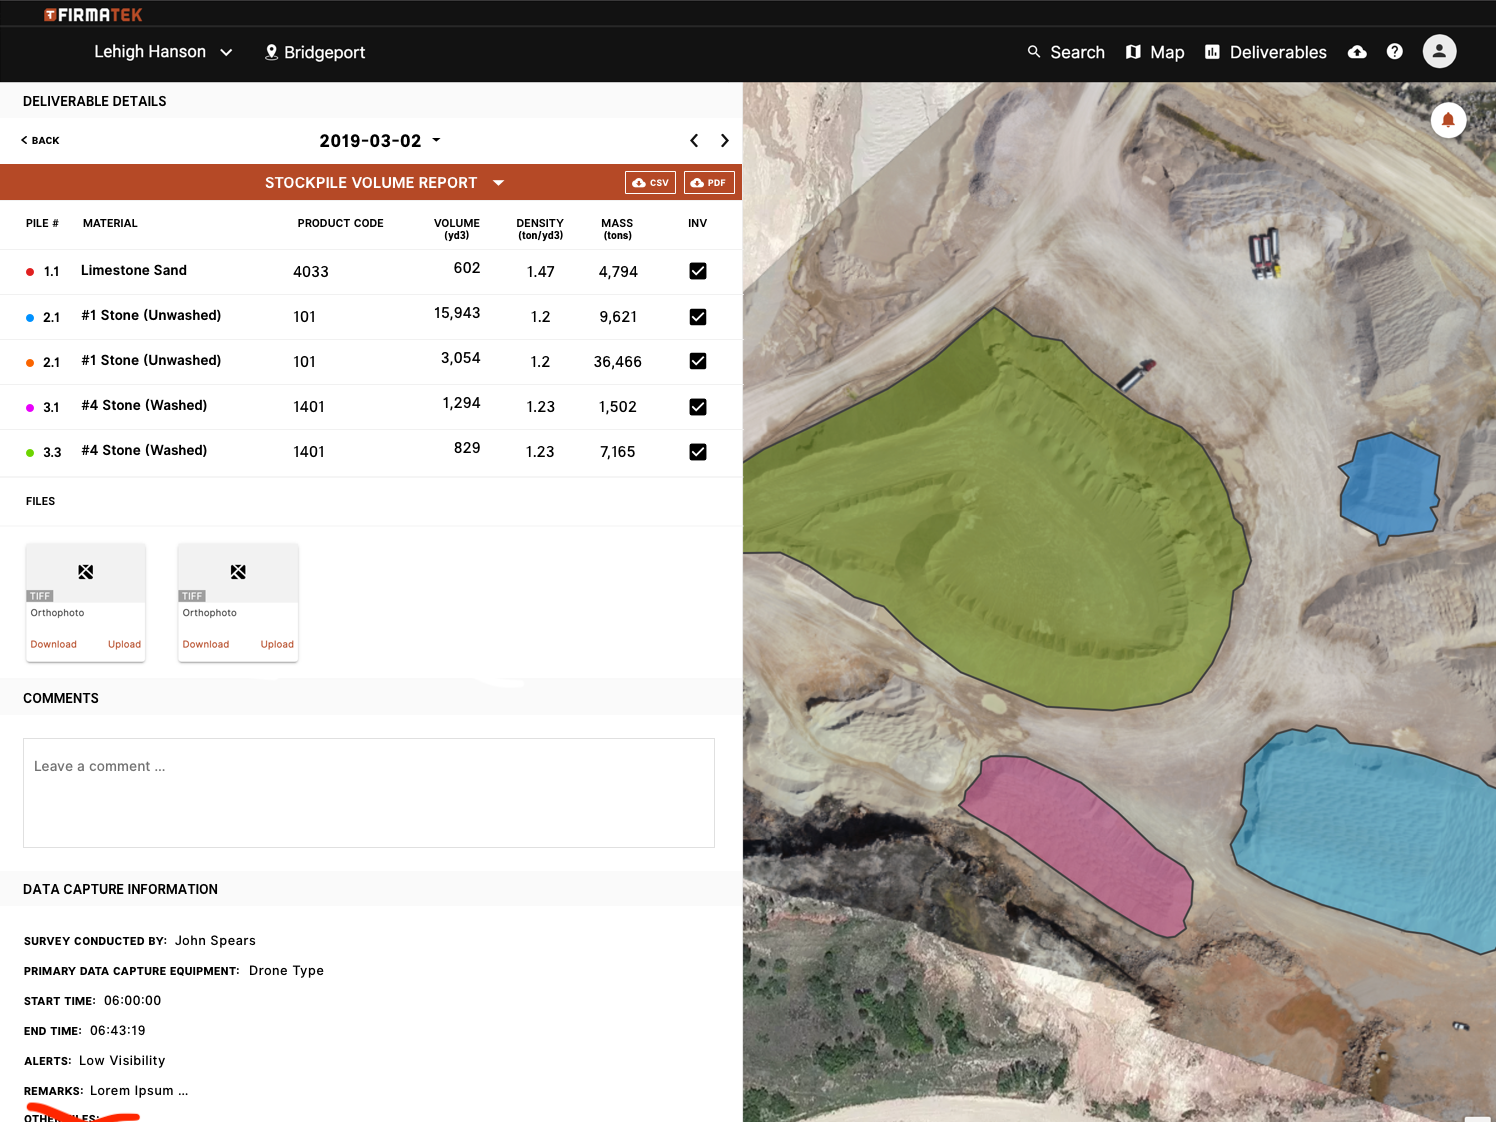 FIRMATEK
Lehigh Hanson Bridgeport Search Map Deliverables
DELIVERABLE DETAILS
BACK 2019-03-02
STOCKPILE VOLUME REPORT CSV PDF
PILE # MATERIAL PRODUCT CODE VOLUME DENSITY MASS INV
(yd3) (ton/yd3) (tons)
1.1 Limestone Sand 4033 602 1.47 4,794
2.1 #1 Stone (Unwashed) 101 15,943 1.2 9,621
2.1 #1 Stone (Unwashed) 101 3,054 1.2 36,466
3.1 #4 Stone (Washed) 1401 1,294 1.23 1,502
3.3 #4 Stone (Washed) 1401 829 1.23 7,165
FILES
TIFF TIFF
Orthophoto Orthophoto
Download Upload Download Upload
COMMENTS
Leave a comment ...
DATA CAPTURE INFORMATION
SURVEY CONDUCTED BY: John Spears
PRIMARY DATA CAPTURE EQUIPMENT: Drone Type
START TIME: 06:00:00
END TIME: 06:43:19
ALERTS: Low Visibility
REMARKS: Lorem Ipsum ...